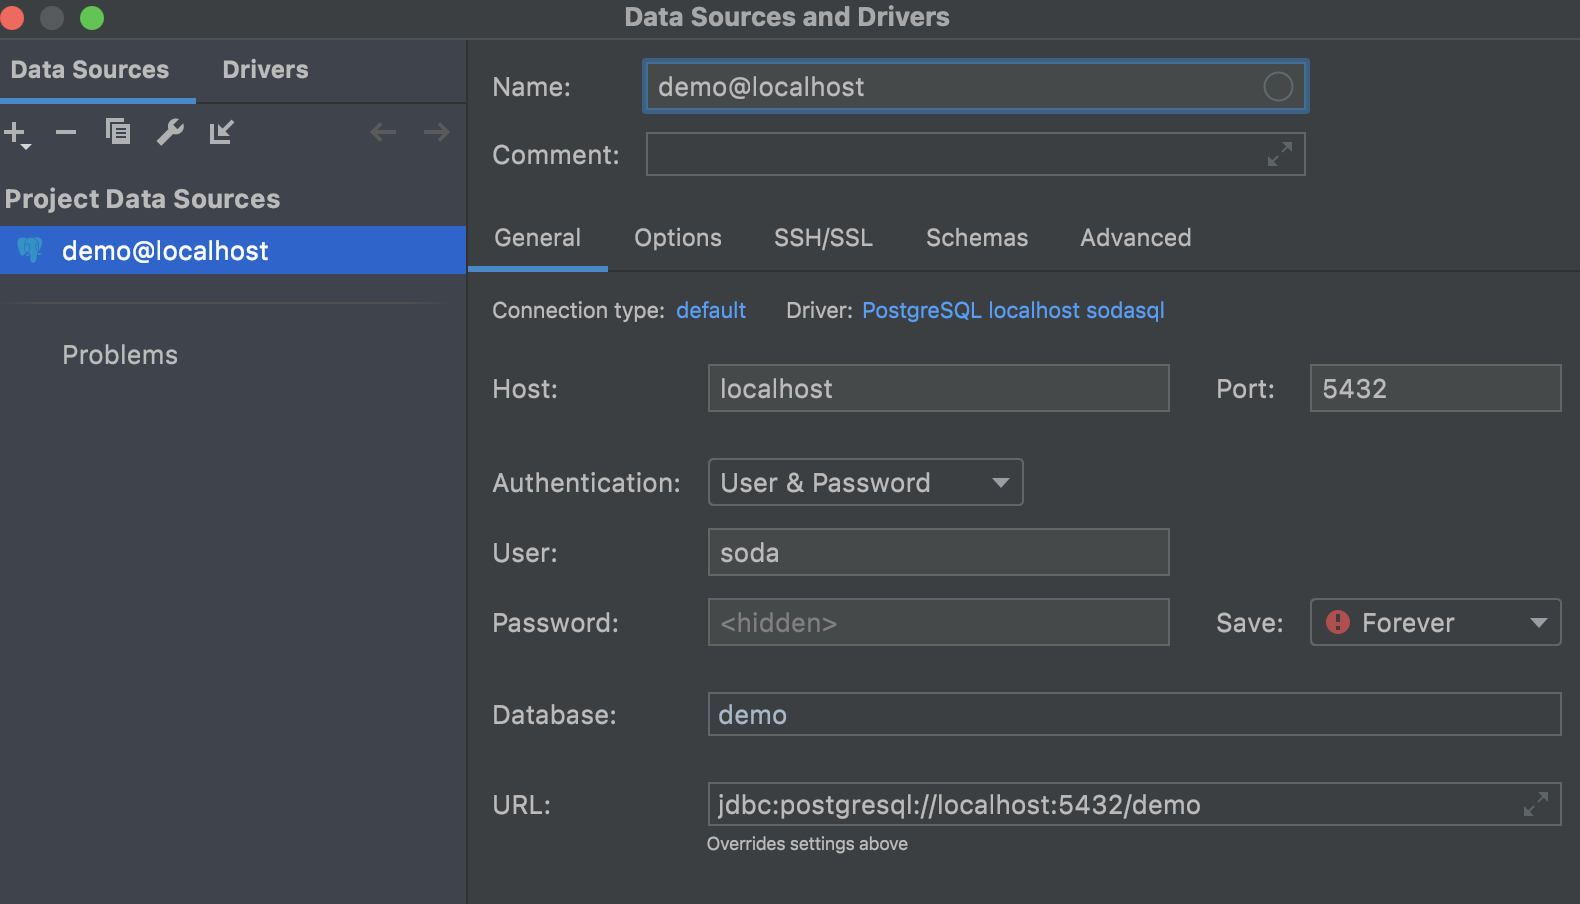 Data Sources and Drivers
Data Sources Drivers
Project Data Sources
demo@localhost
Problems
Name: demo@localhost
Comment:
General Options SSH/SSL Schemas Advanced
Connection type: default Driver: PostgreSQL localhost sodasql
Host: localhost Port: 5432
Authentication: User & Password
User: soda
Password: <hidden> Save: Forever
Database: demo
URL: jdbc:postgresql://localhost:5432/demo
Overrides settings above